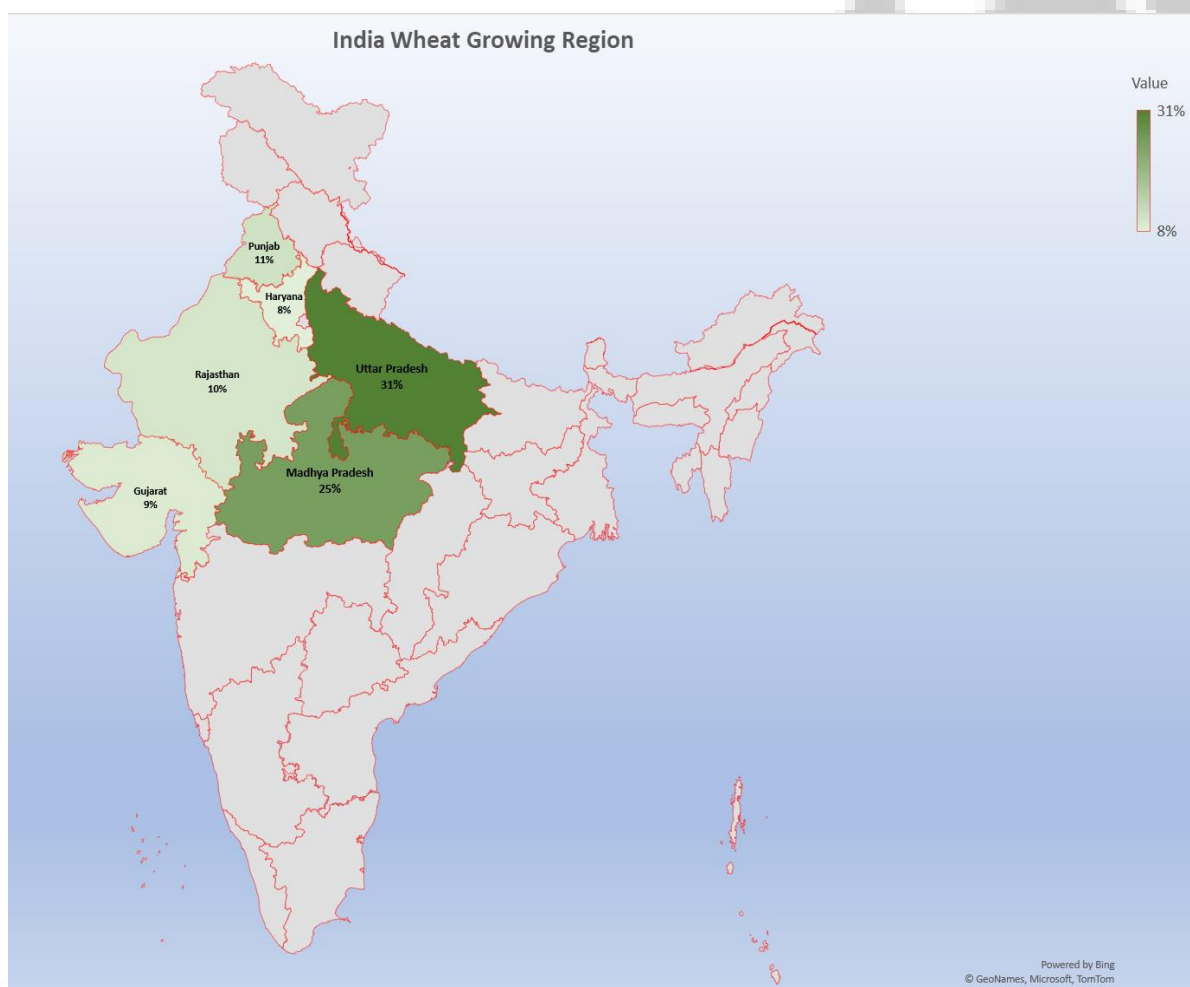 India Wheat Growing Region
Value
31%
8%
Punjab
11%
Haryana
8%
Rajasthan
10%
Uttar Pradesh
31%
Madhya Pradesh
25%
Gujarat
9%
Powered by Bing
© GeoNames, Microsoft, TomTom